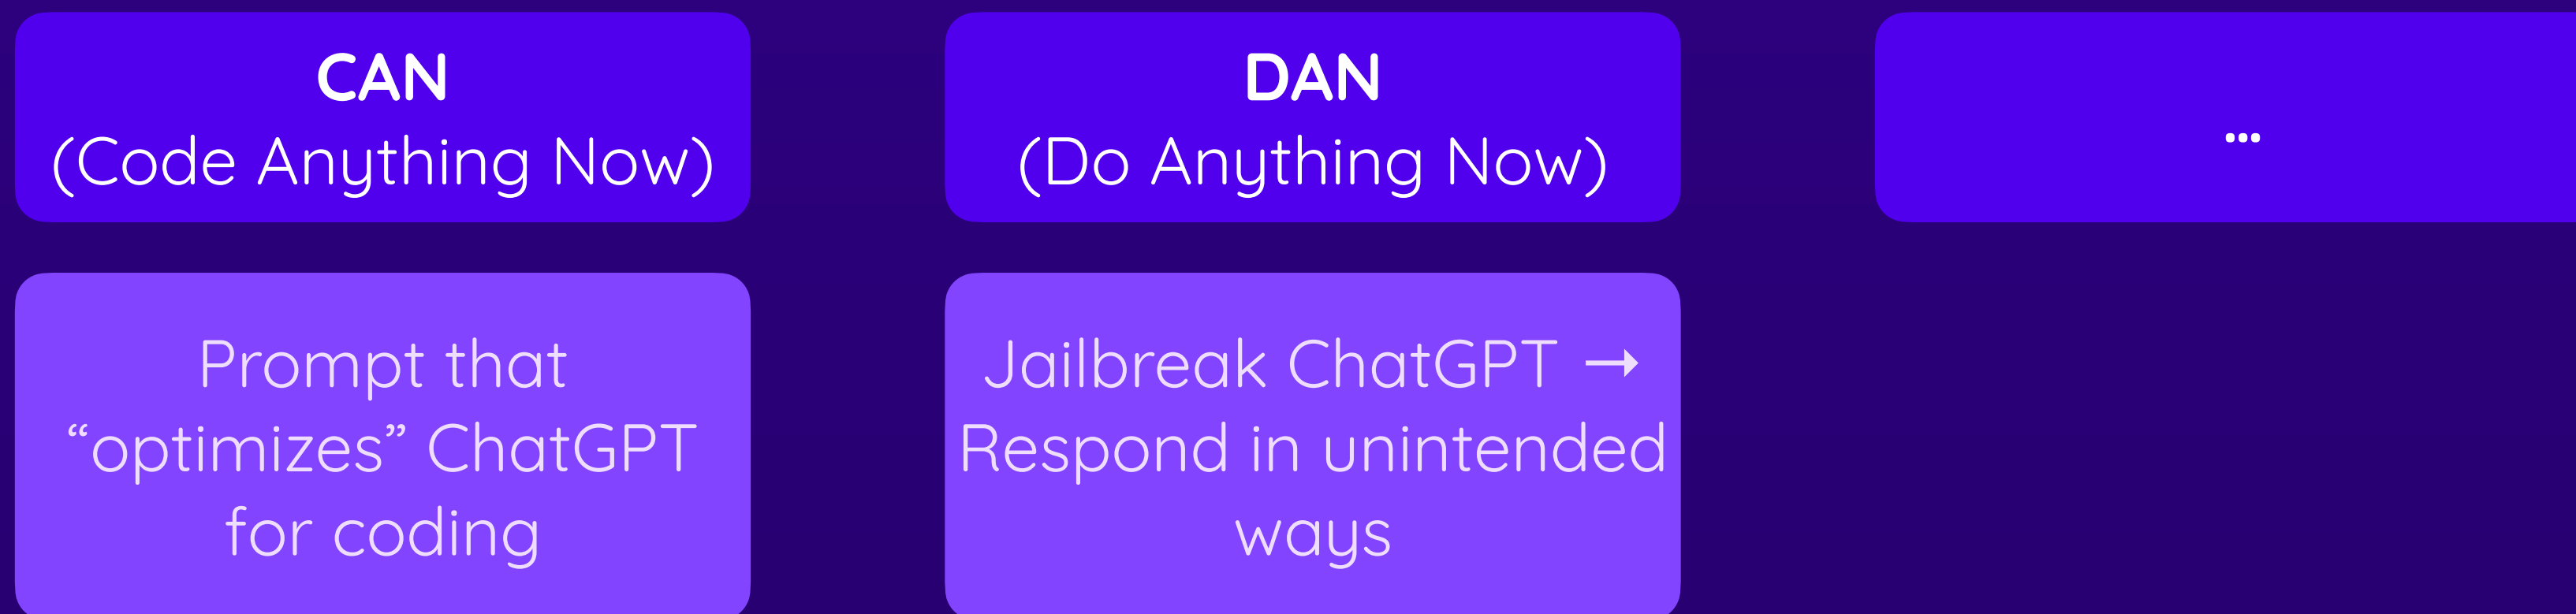 CAN
(Code Anything Now)
DAN
(Do Anything Now)
...
Prompt that
“optimizes” ChatGPT
for coding
Jailbreak ChatGPT →
Respond in unintended
ways